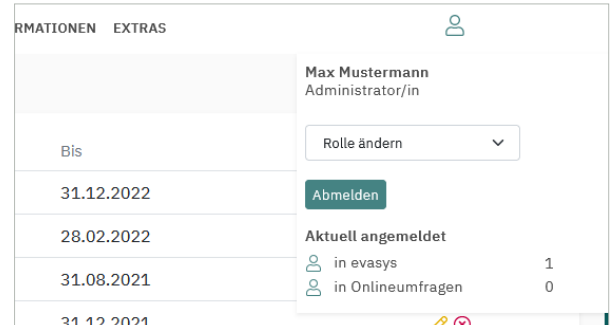 RMATIONEN EXTRAS
Max Mustermann
Administrator/in
Rolle ändern
Bis
Abmelden
31.12.2022
28.02.2022
Aktuell angemeldet
in evasys 1
31.08.2021
in Onlineumfragen 0
31.12.2021